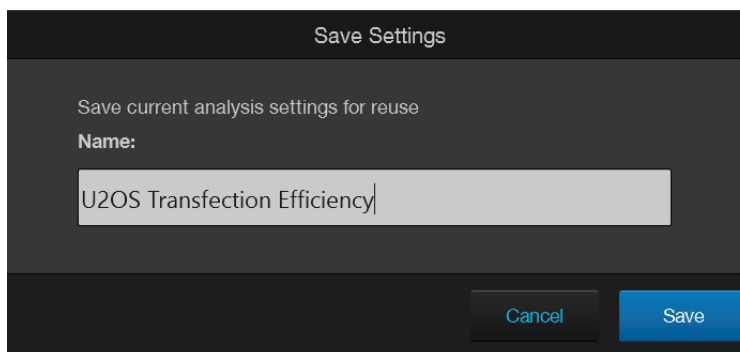 Save Settings
Save current analysis settings for reuse
Name:
U2OS Transfection Efficiency
Cancel Save